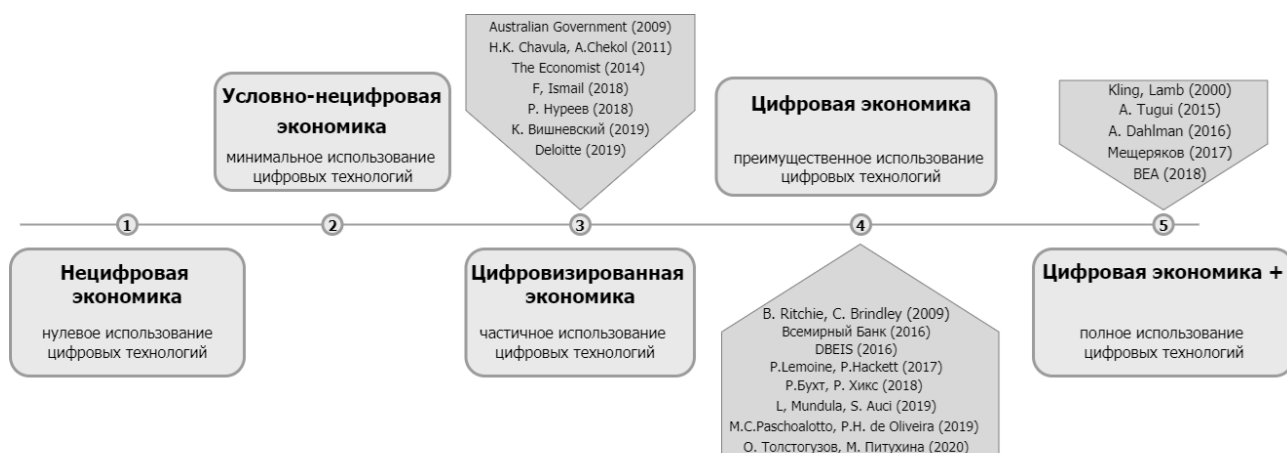 Australian Government (2009)
H.K. Chavula, A.Chekol (2011)
The Economist (2014)
F, Ismail (2018)
Р. Нуреев (2018)
К. Вишневский (2019)
Deloitte (2019)
Kling, Lamb (2000)
A. Tugui (2015)
A. Dahlman (2016)
Мещеряков (2017)
BEA (2018)
Условно-нецифровая
экономика
минимальное использование
цифровых технологий
Цифровая экономика
преимущественное использование
цифровых технологий
1
2
3
4
5
Нецифровая
экономика
нулевое использование
цифровых технологий
Цифровизированная
экономика
частичное использование
цифровых технологий
B. Ritchie, C. Brindley (2009)
Всемирный Банк (2016)
DBEIS (2016)
P.Lemoine, P.Hackett (2017)
Р.Бухт, Р. Хикс (2018)
L, Mundula, S. Auci (2019)
M.C.Paschoalotto, P.H. de Oliveira (2019)
О. Толстогузов, М. Питухина (2020)
Цифровая экономика +
полное использование
цифровых технологий